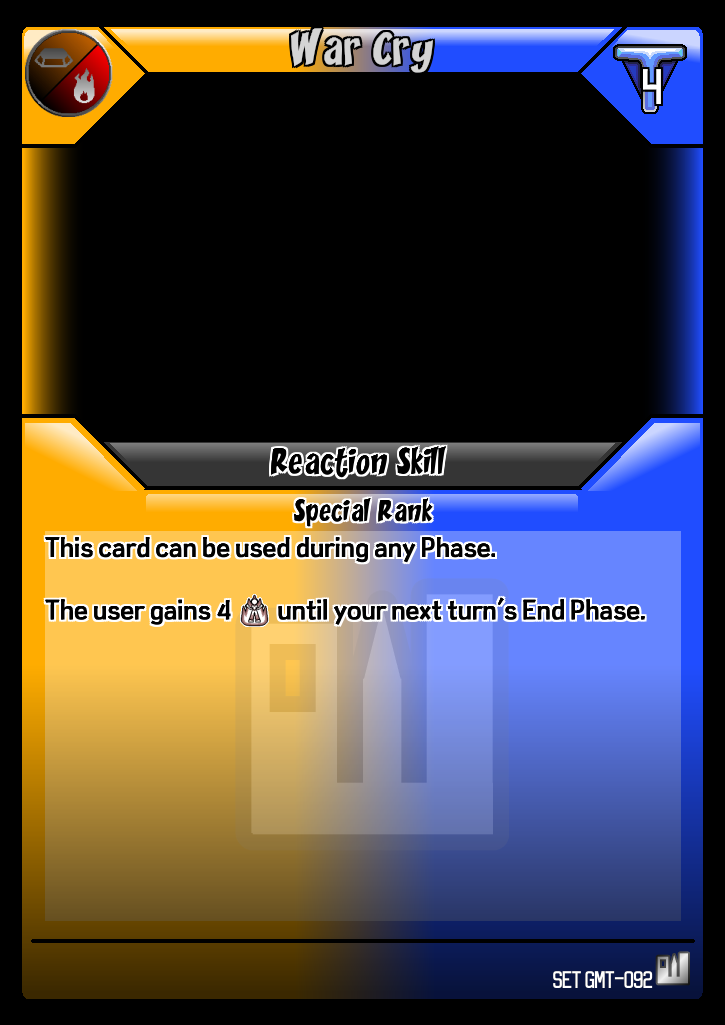 War Cry
4
Reaction Skill
Special Rank
This card can be used during any Phase.
The user gains 4 until your next turn's End Phase.
SET GMT-092